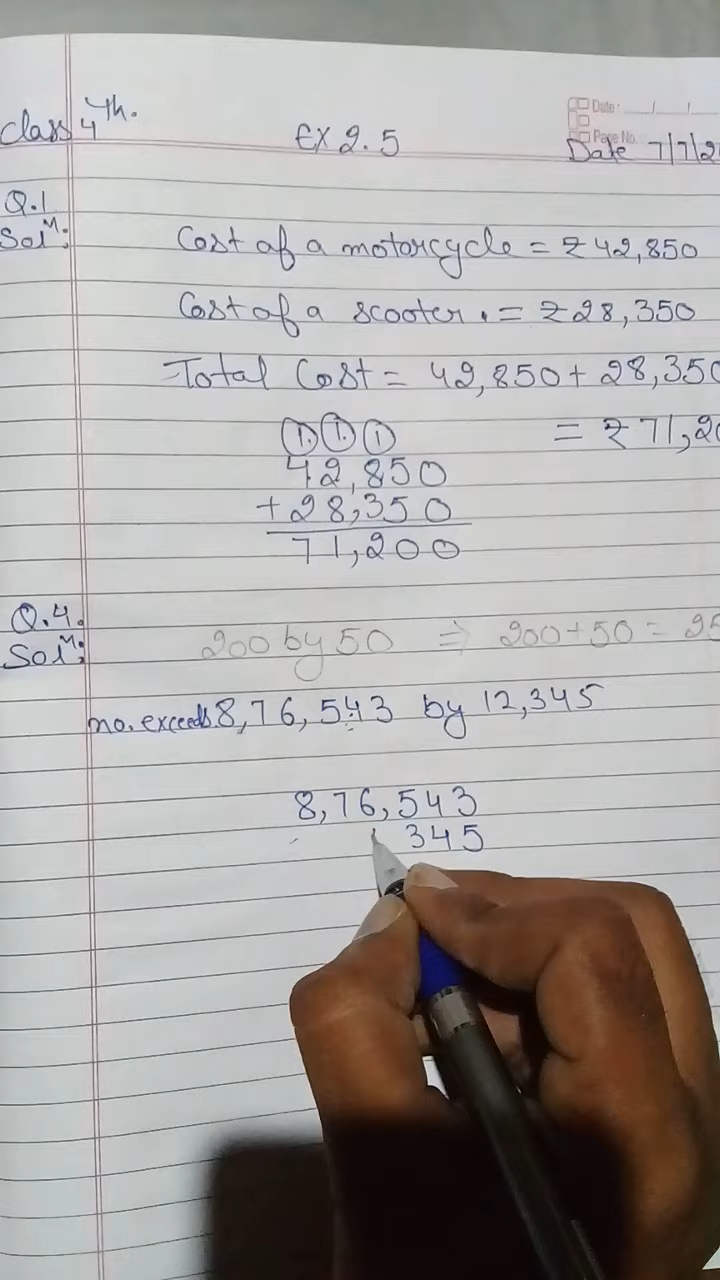 Class 4th.
Ex 2.5
Date: / /
Page No.
Date 7/7/2
Q.1
Solⁿ:
Cost of a motorcycle = ₹ 42,850
Cost of a scooter. = ₹ 28,350
Total Cost = 42,850 + 28,350
= ₹ 71,20
1. 1. 1
42,850
+ 28,350
71,200
Q.4.
Solⁿ:
200 by 50 ⇒ 200+50 = 25
no. exceeds 8,76,543 by 12,345
8,76,543
345